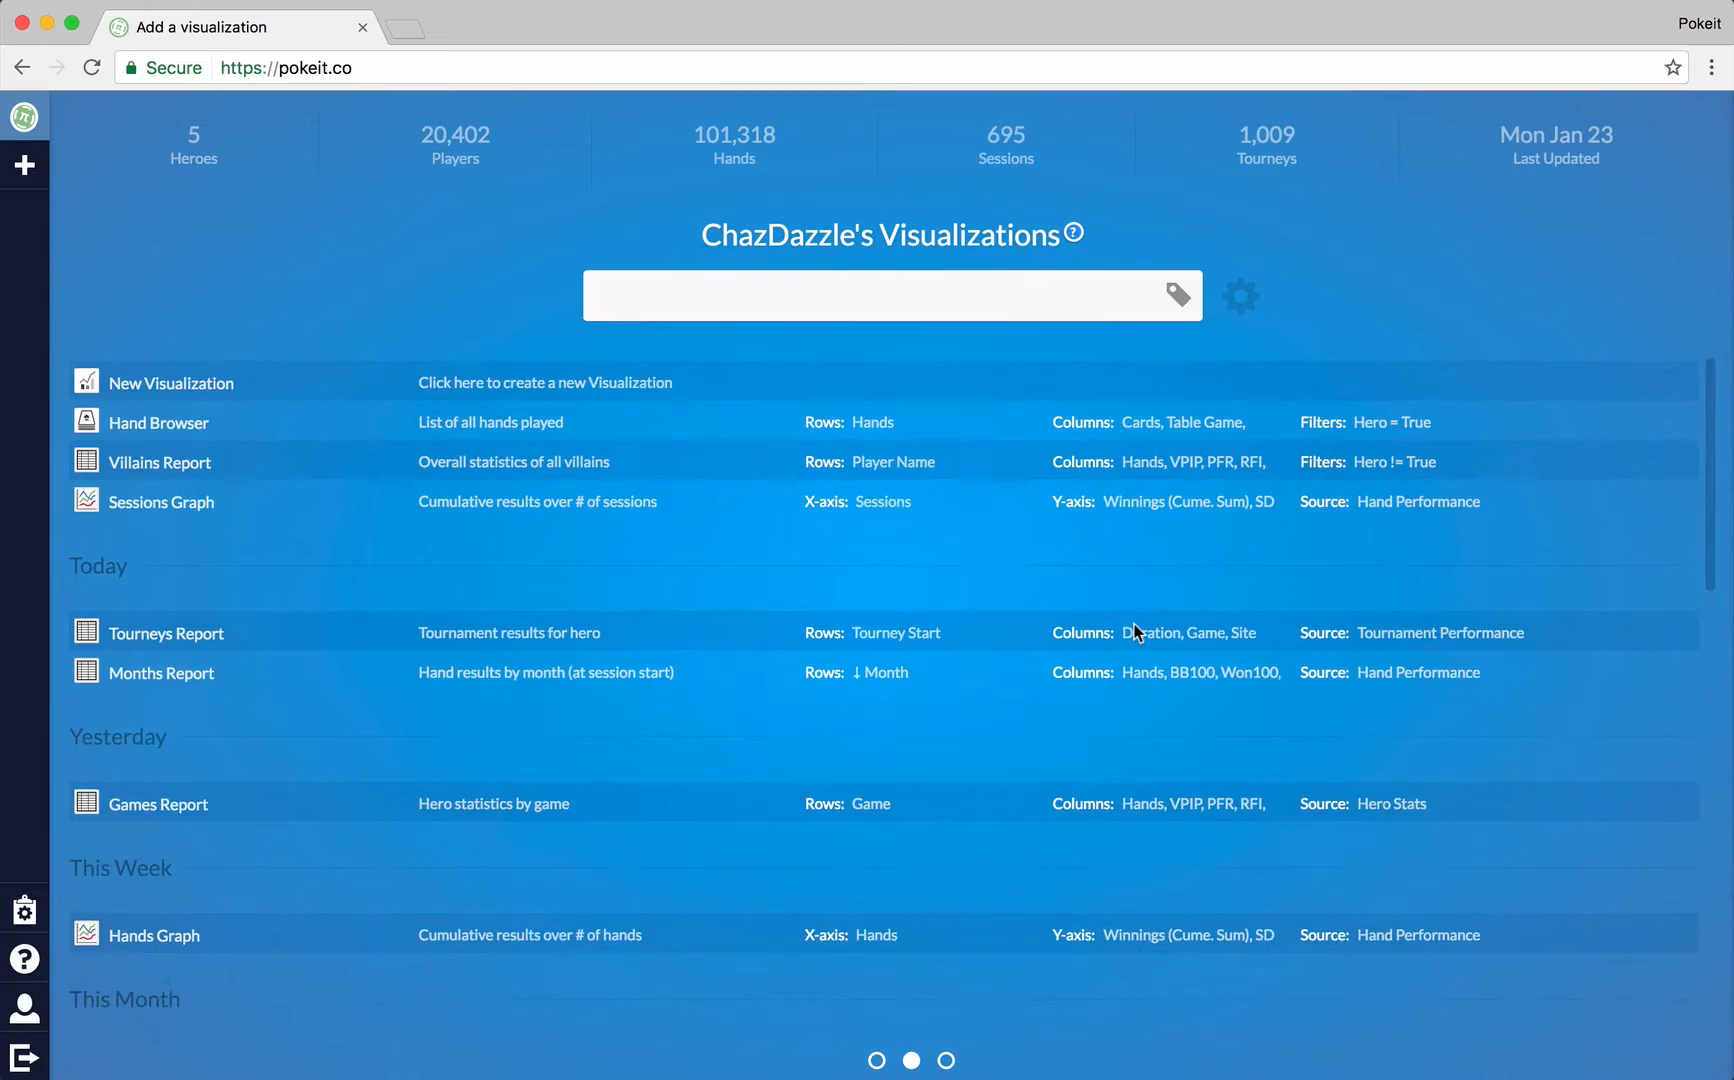 Add a visualization
Pokeit
Secure https://pokeit.co
5 20,402 101,318 695 1,009 Mon Jan 23
Heroes Players Hands Sessions Tourneys Last Updated
ChazDazzle's Visualizations ?
New Visualization Click here to create a new Visualization
Hand Browser List of all hands played Rows: Hands Columns: Cards, Table Game, Filters: Hero = True
Villains Report Overall statistics of all villains Rows: Player Name Columns: Hands, VPIP, PFR, RFI, Filters: Hero != True
Sessions Graph Cumulative results over # of sessions X-axis: Sessions Y-axis: Winnings (Cume. Sum), SD Source: Hand Performance
Today
Tourneys Report Tournament results for hero Rows: Tourney Start Columns: Game, Site Source: Tournament Performance
Months Report Hand results by month (at session start) Rows: ↓ Month Columns: Hands, BB100, Won100, Source: Hand Performance
Yesterday
Games Report Hero statistics by game Rows: Game Columns: Hands, VPIP, PFR, RFI, Source: Hero Stats
This Week
Hands Graph Cumulative results over # of hands X-axis: Hands Y-axis: Winnings (Cume. Sum), SD Source: Hand Performance
This Month